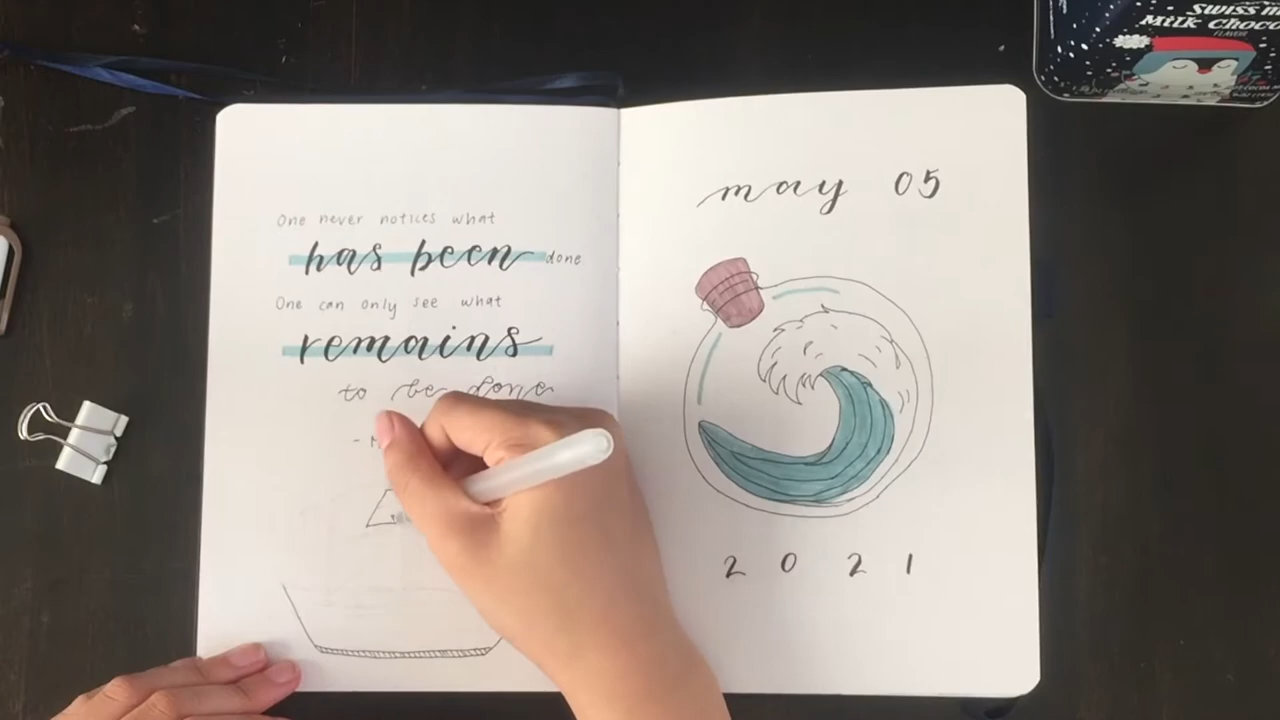 One never notices what
has been done
One can only see what
remains
to be done
may 05
2021
Swiss
Milk Choco
FLAVOR